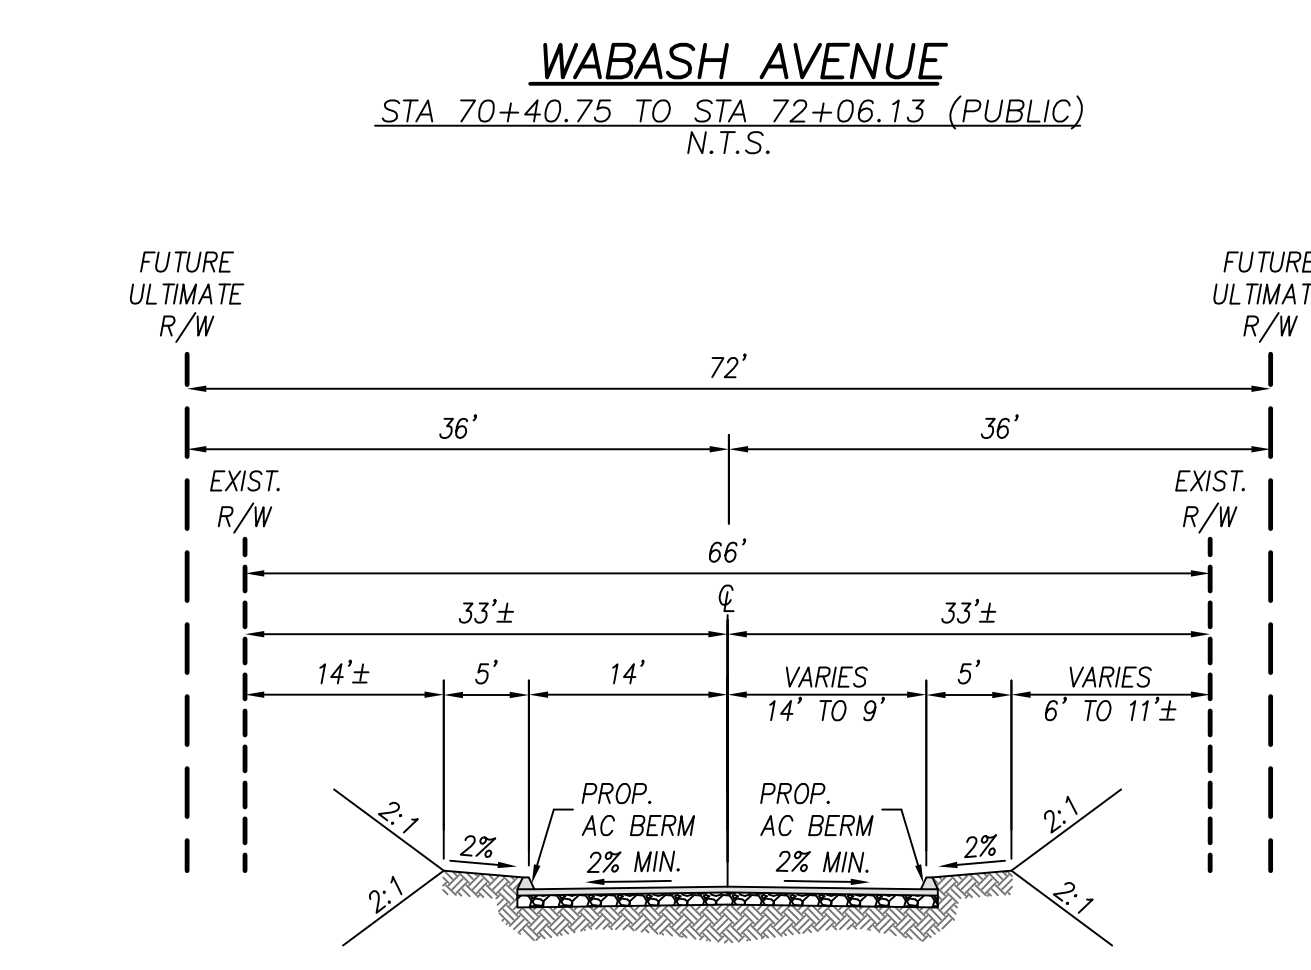 WABASH AVENUE
STA 70+40.75 TO STA 72+06.13 (PUBLIC)
N.T.S.
FUTURE
ULTIMATE
R/W
FUTURE
ULTIMAT
R/W
72'
36'
36'
EXIST.
R/W
EXIST.
R/W
66'
℄
33'±
33'±
14'±
5'
14'
VARIES
14' TO 9'
5'
VARIES
6' TO 11'±
PROP.
AC BERM
PROP.
AC BERM
2:1
2%
2% MIN.
2% MIN.
2%
2:1
2:1
2:1